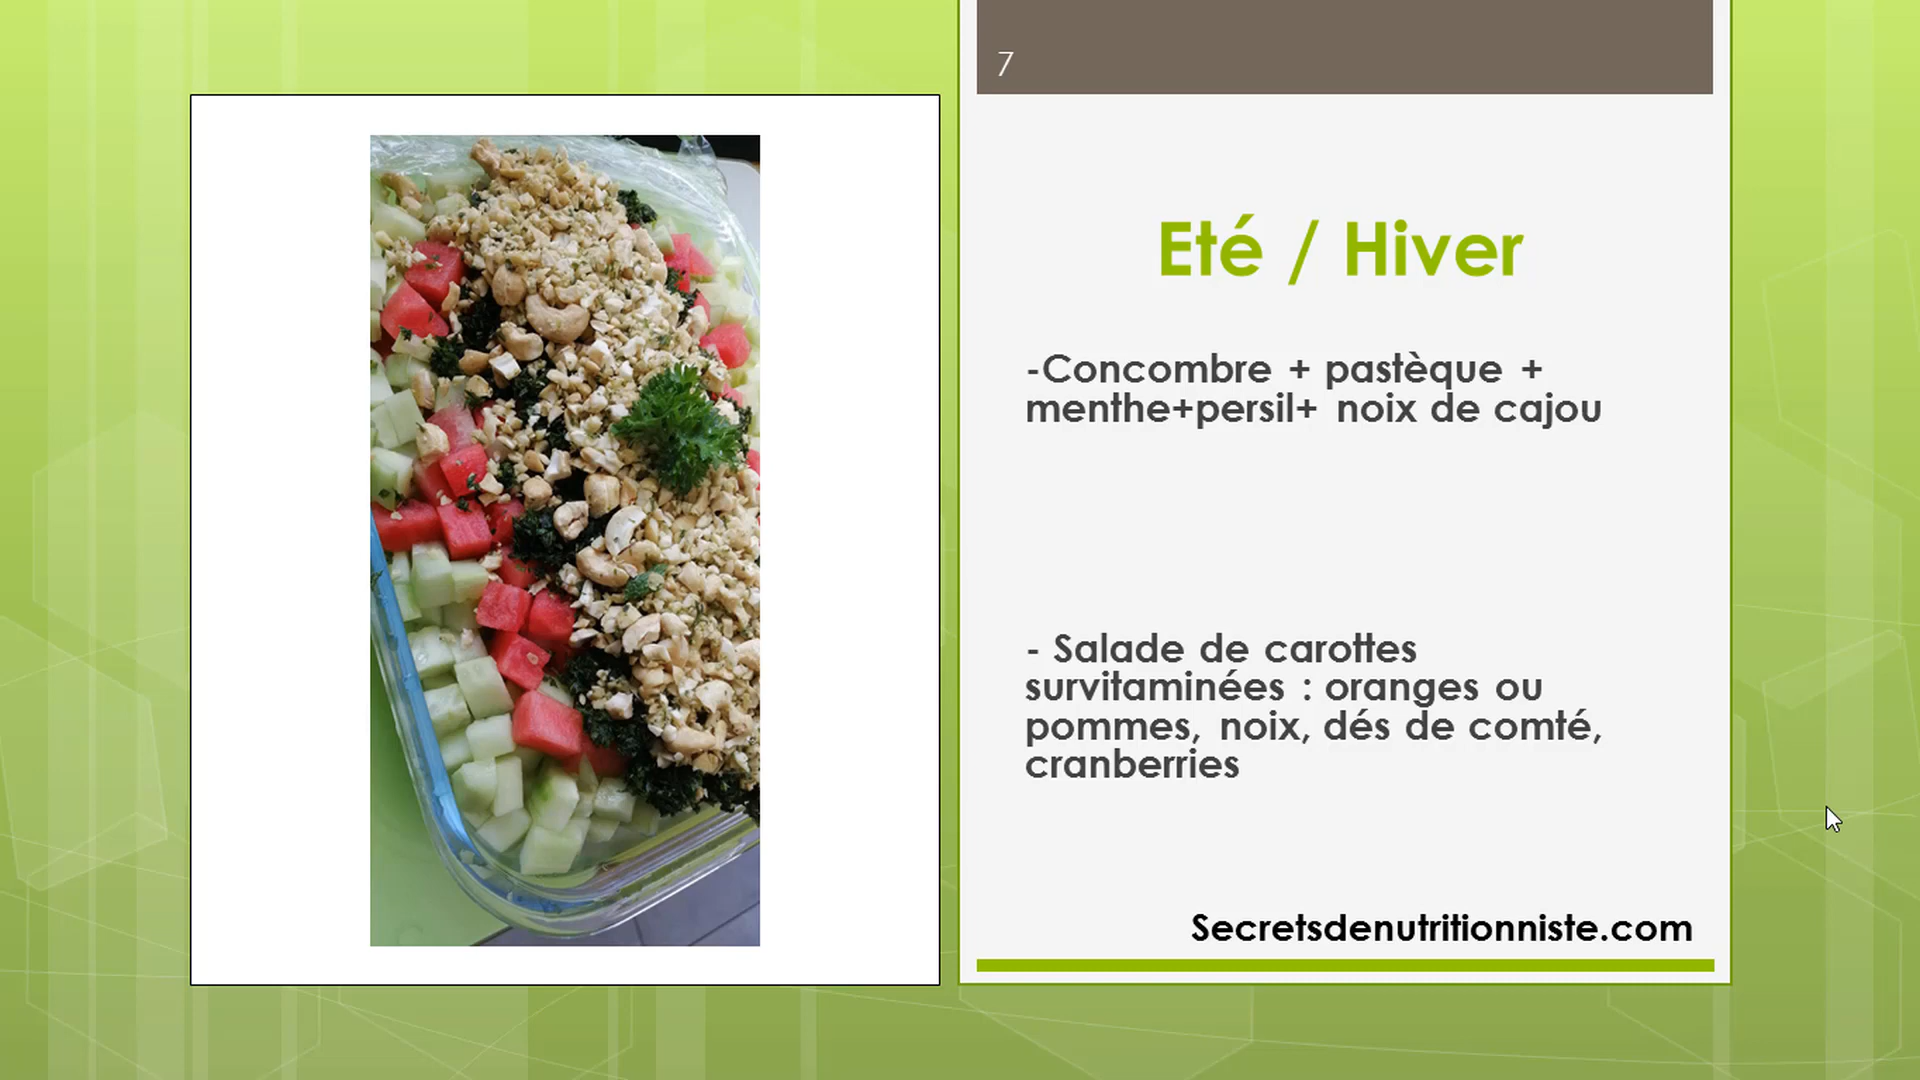 7
Eté / Hiver
-Concombre + pastèque +
menthe+persil+ noix de cajou
- Salade de carottes
survitaminées : oranges ou
pommes, noix, dés de comté,
cranberries
Secretsdenutritionniste.com